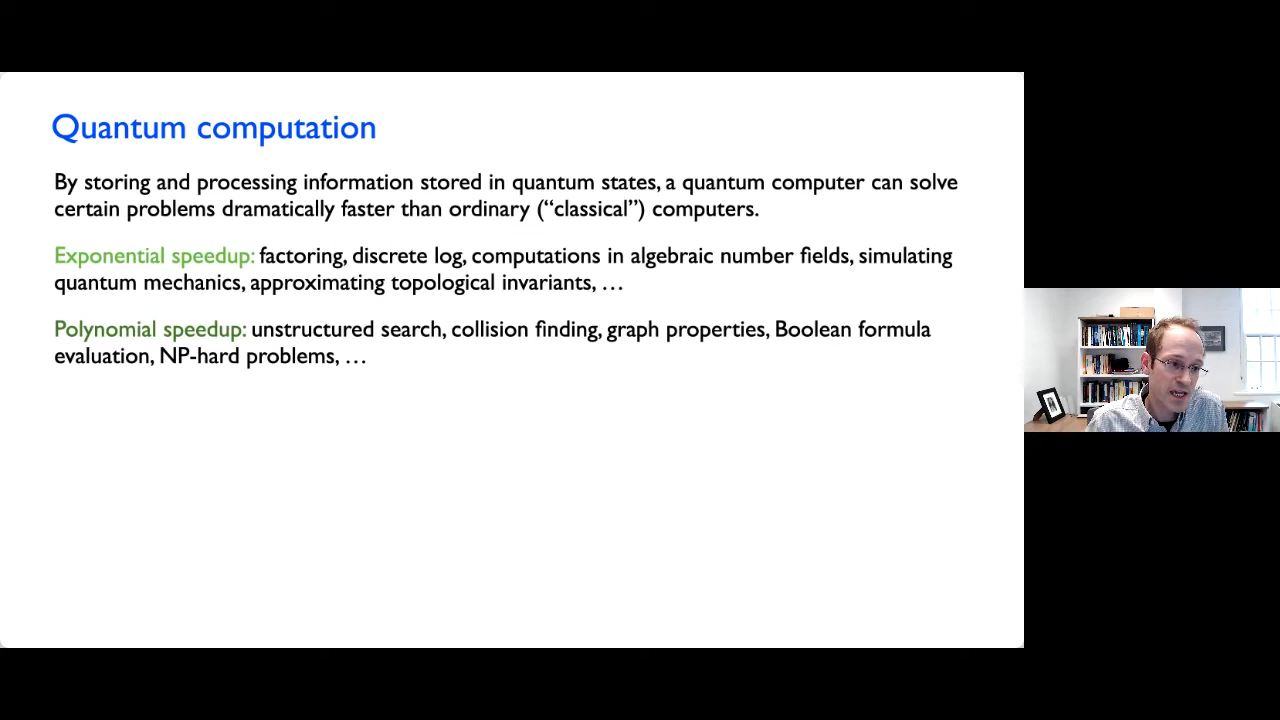 Quantum computation
By storing and processing information stored in quantum states, a quantum computer can solve
certain problems dramatically faster than ordinary (“classical”) computers.
Exponential speedup: factoring, discrete log, computations in algebraic number fields, simulating
quantum mechanics, approximating topological invariants, …
Polynomial speedup: unstructured search, collision finding, graph properties, Boolean formula
evaluation, NP-hard problems, …